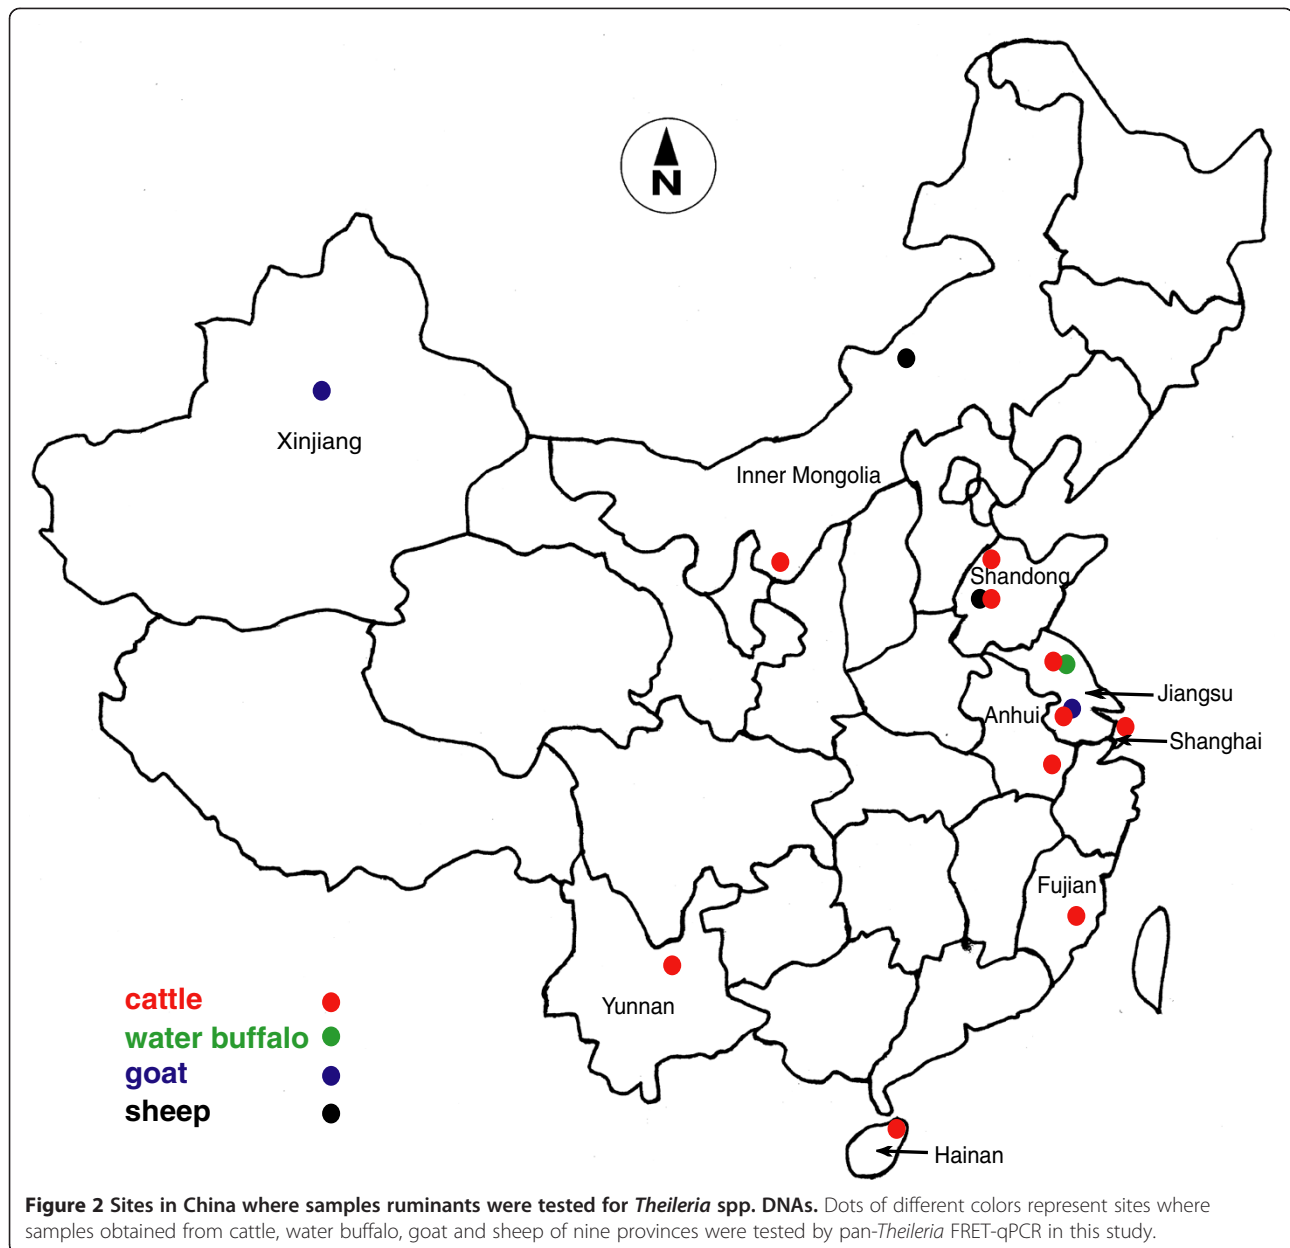 N
Xinjiang
Inner Mongolia
Shandong
Jiangsu
Anhui
Shanghai
Fujian
Yunnan
cattle
water buffalo
goat
sheep
Hainan
Figure 2 Sites in China where samples ruminants were tested for Theileria spp. DNAs. Dots of different colors represent sites where
samples obtained from cattle, water buffalo, goat and sheep of nine provinces were tested by pan-Theileria FRET-qPCR in this study.